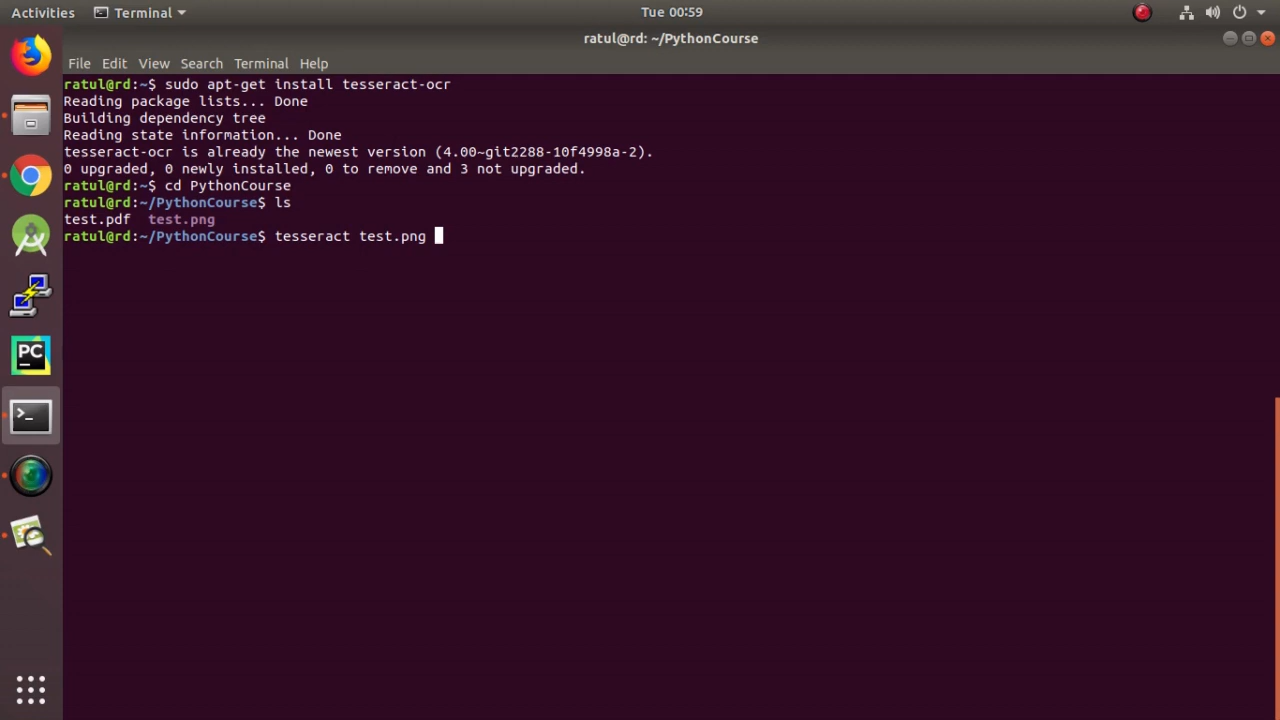 Activities Terminal Tue 00:59
ratul@rd: ~/PythonCourse
File Edit View Search Terminal Help
ratul@rd:~$ sudo apt-get install tesseract-ocr
Reading package lists... Done
Building dependency tree
Reading state information... Done
tesseract-ocr is already the newest version (4.00~git2288-10f4998a-2).
0 upgraded, 0 newly installed, 0 to remove and 3 not upgraded.
ratul@rd:~$ cd PythonCourse
ratul@rd:~/PythonCourse$ ls
test.pdf test.png
ratul@rd:~/PythonCourse$ tesseract test.png
PC
>_